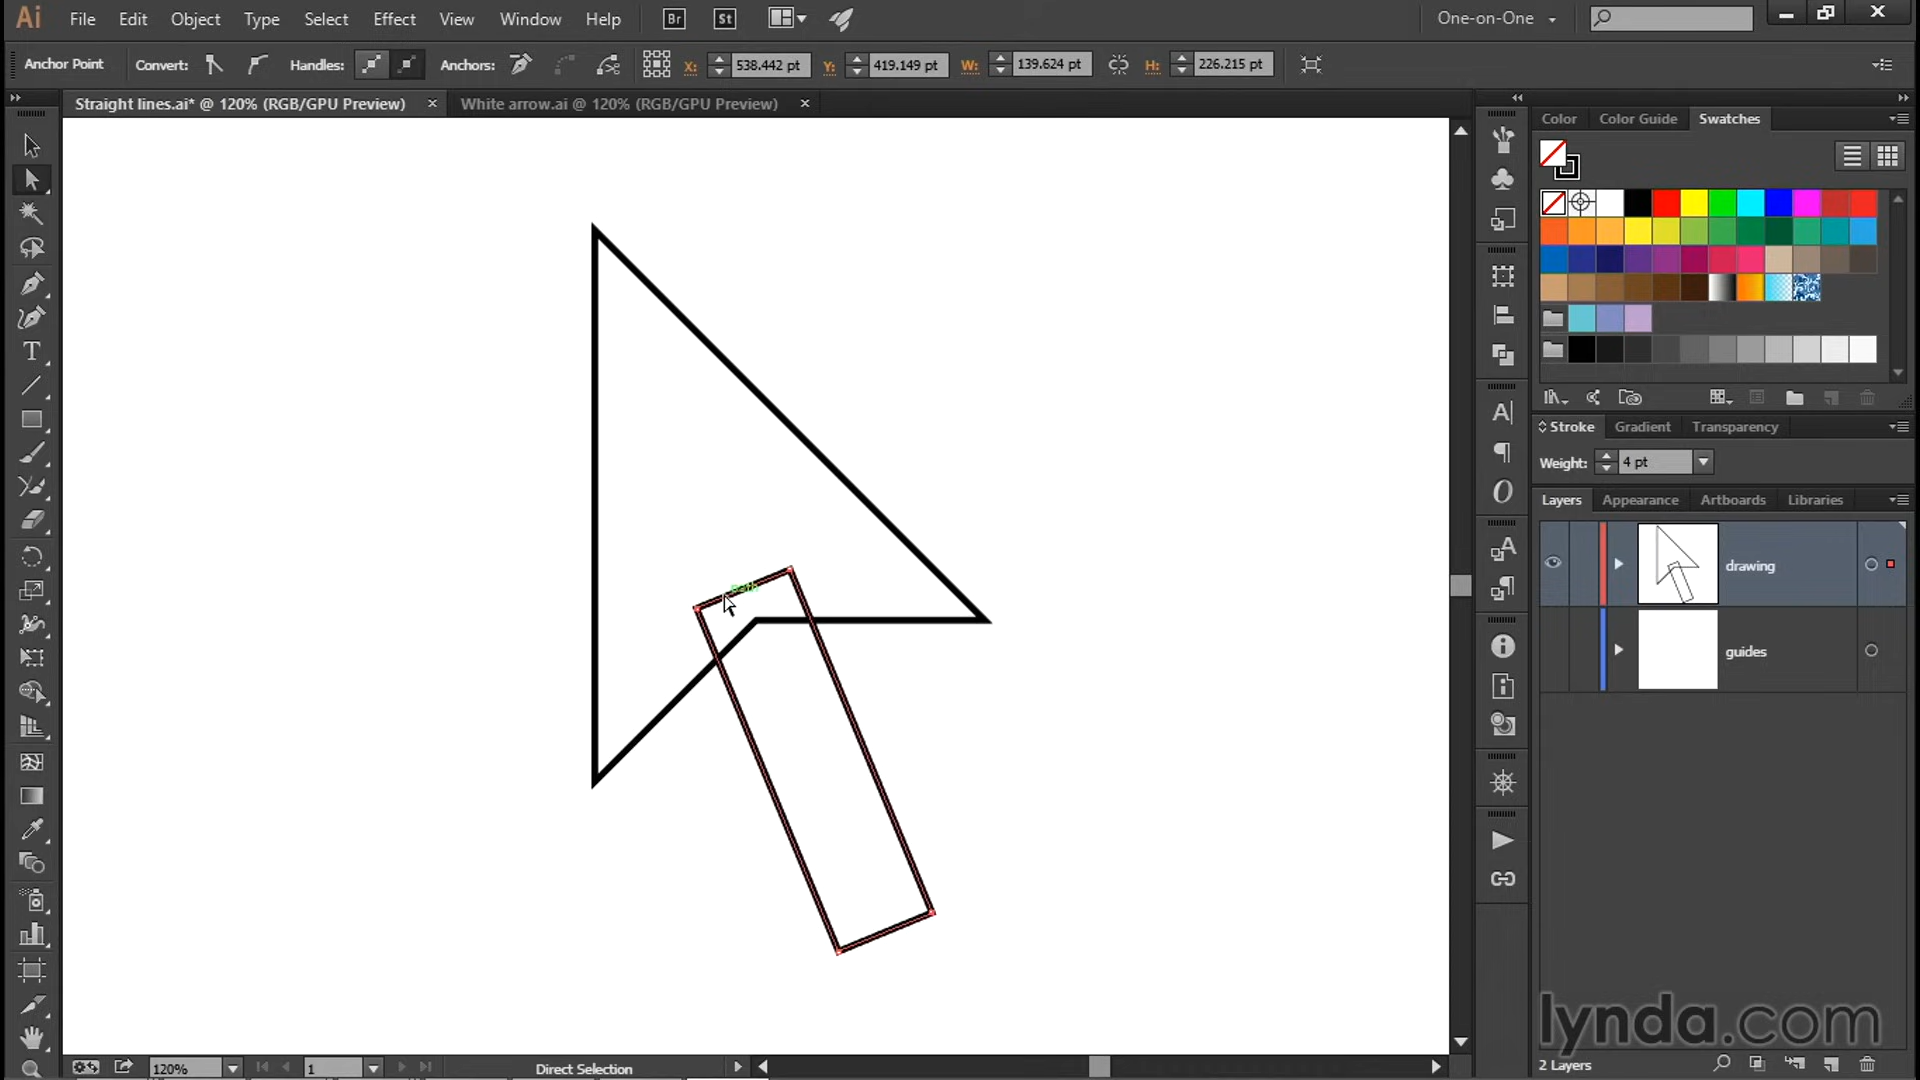 Ai File Edit Object Type Select Effect View Window Help Br St One-on-One
Anchor Point Convert: Handles: Anchors: X: 538.442 pt Y: 419.149 pt W: 139.624 pt H: 226.215 pt
Straight lines.ai* @ 120% (RGB/GPU Preview) White arrow.ai @ 120% (RGB/GPU Preview)
Color Color Guide Swatches
Stroke Gradient Transparency
Weight: 4 pt
Layers Appearance Artboards Libraries
drawing
path
guides
lynda.com
2 Layers
120% 1 Direct Selection